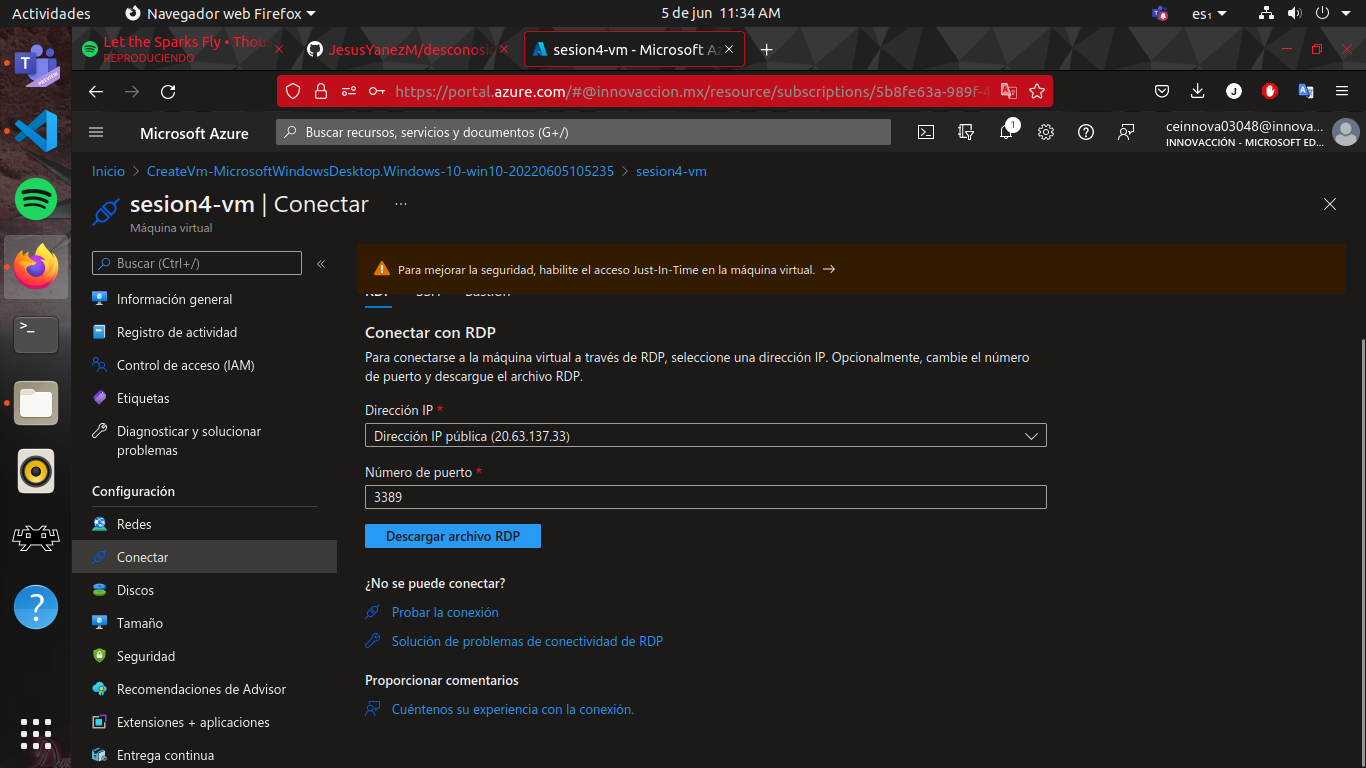 Actividades
Navegador web Firefox
5 de jun 11:34 AM
es₁
Let the Sparks Fly • Thous
REPRODUCIENDO
JesusYanezM/desconosi
sesion4-vm - Microsoft Az
https://portal.azure.com/#@innovaccion.mx/resource/subscriptions/5b8fe63a-989f-4
Microsoft Azure
Buscar recursos, servicios y documentos (G+/)
1
ceinnova03048@innova...
INNOVACCIÓN - MICROSOFT ED...
Inicio > CreateVm-MicrosoftWindowsDesktop.Windows-10-win10-20220605105235 > sesion4-vm
sesion4-vm | Conectar ...
Máquina virtual
Buscar (Ctrl+/)
«
Información general
Registro de actividad
Control de acceso (IAM)
Etiquetas
Diagnosticar y solucionar
problemas
Configuración
Redes
Conectar
Discos
Tamaño
Seguridad
Recomendaciones de Advisor
Extensiones + aplicaciones
Entrega continua
Para mejorar la seguridad, habilite el acceso Just-In-Time en la máquina virtual. →
RDP SSH Bastion
Conectar con RDP
Para conectarse a la máquina virtual a través de RDP, seleccione una dirección IP. Opcionalmente, cambie el número
de puerto y descargue el archivo RDP.
Dirección IP *
Dirección IP pública (20.63.137.33)
Número de puerto *
3389
Descargar archivo RDP
¿No se puede conectar?
Probar la conexión
Solución de problemas de conectividad de RDP
Proporcionar comentarios
Cuéntenos su experiencia con la conexión.